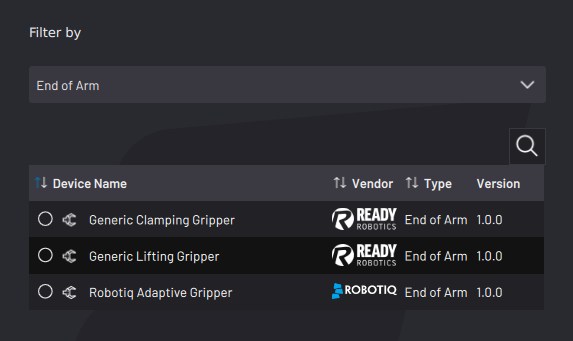 Filter by
End of Arm
Device Name Vendor Type Version
Generic Clamping Gripper READY ROBOTICS End of Arm 1.0.0
Generic Lifting Gripper READY ROBOTICS End of Arm 1.0.0
Robotiq Adaptive Gripper ROBOTIQ End of Arm 1.0.0